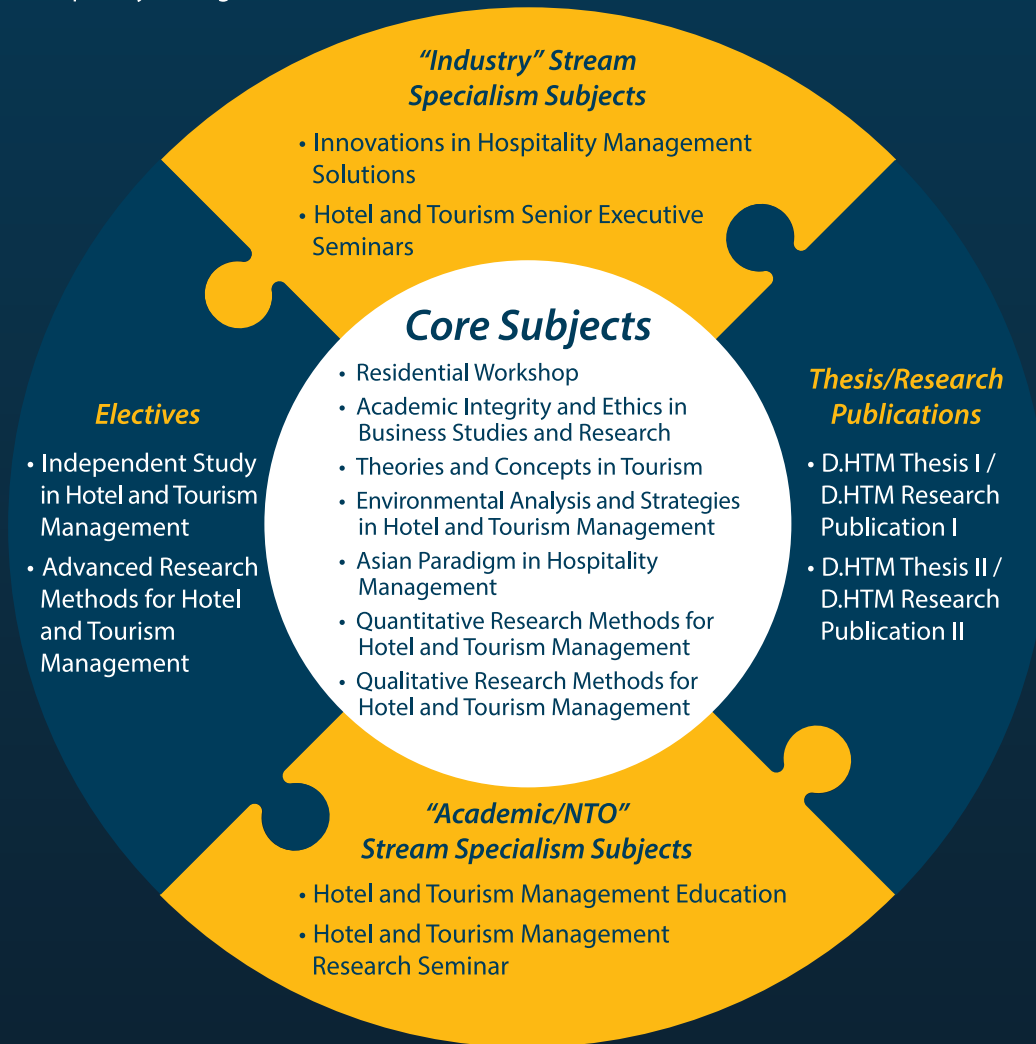 “Industry” Stream
Specialism Subjects
• Innovations in Hospitality Management
Solutions
• Hotel and Tourism Senior Executive
Seminars
Core Subjects
• Residential Workshop
• Academic Integrity and Ethics in
Business Studies and Research
• Theories and Concepts in Tourism
• Environmental Analysis and Strategies
in Hotel and Tourism Management
• Asian Paradigm in Hospitality
Management
• Quantitative Research Methods for
Hotel and Tourism Management
• Qualitative Research Methods for
Hotel and Tourism Management
Electives
• Independent Study
in Hotel and Tourism
Management
• Advanced Research
Methods for Hotel
and Tourism
Management
Thesis/Research
Publications
• D.HTM Thesis I /
D.HTM Research
Publication I
• D.HTM Thesis II /
D.HTM Research
Publication II
“Academic/NTO”
Stream Specialism Subjects
• Hotel and Tourism Management Education
• Hotel and Tourism Management
Research Seminar